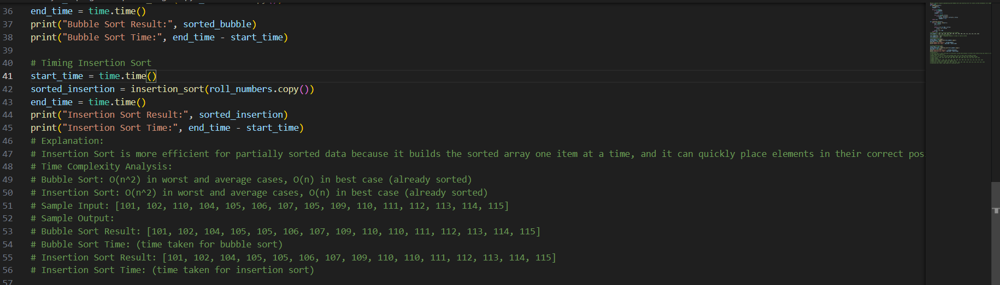 36 end_time = time.time()
37 print("Bubble Sort Result:", sorted_bubble)
38 print("Bubble Sort Time:", end_time - start_time)
39
40 # Timing Insertion Sort
41 start_time = time.time()
42 sorted_insertion = insertion_sort(roll_numbers.copy())
43 end_time = time.time()
44 print("Insertion Sort Result:", sorted_insertion)
45 print("Insertion Sort Time:", end_time - start_time)
46 # Explanation:
47 # Insertion Sort is more efficient for partially sorted data because it builds the sorted array one item at a time, and it can quickly place elements in their correct pos
48 # Time Complexity Analysis:
49 # Bubble Sort: O(n^2) in worst and average cases, O(n) in best case (already sorted)
50 # Insertion Sort: O(n^2) in worst and average cases, O(n) in best case (already sorted)
51 # Sample Input: [101, 102, 110, 104, 105, 106, 107, 105, 109, 110, 111, 112, 113, 114, 115]
52 # Sample Output:
53 # Bubble Sort Result: [101, 102, 104, 105, 105, 106, 107, 109, 110, 110, 111, 112, 113, 114, 115]
54 # Bubble Sort Time: (time taken for bubble sort)
55 # Insertion Sort Result: [101, 102, 104, 105, 105, 106, 107, 109, 110, 110, 111, 112, 113, 114, 115]
56 # Insertion Sort Time: (time taken for insertion sort)
57